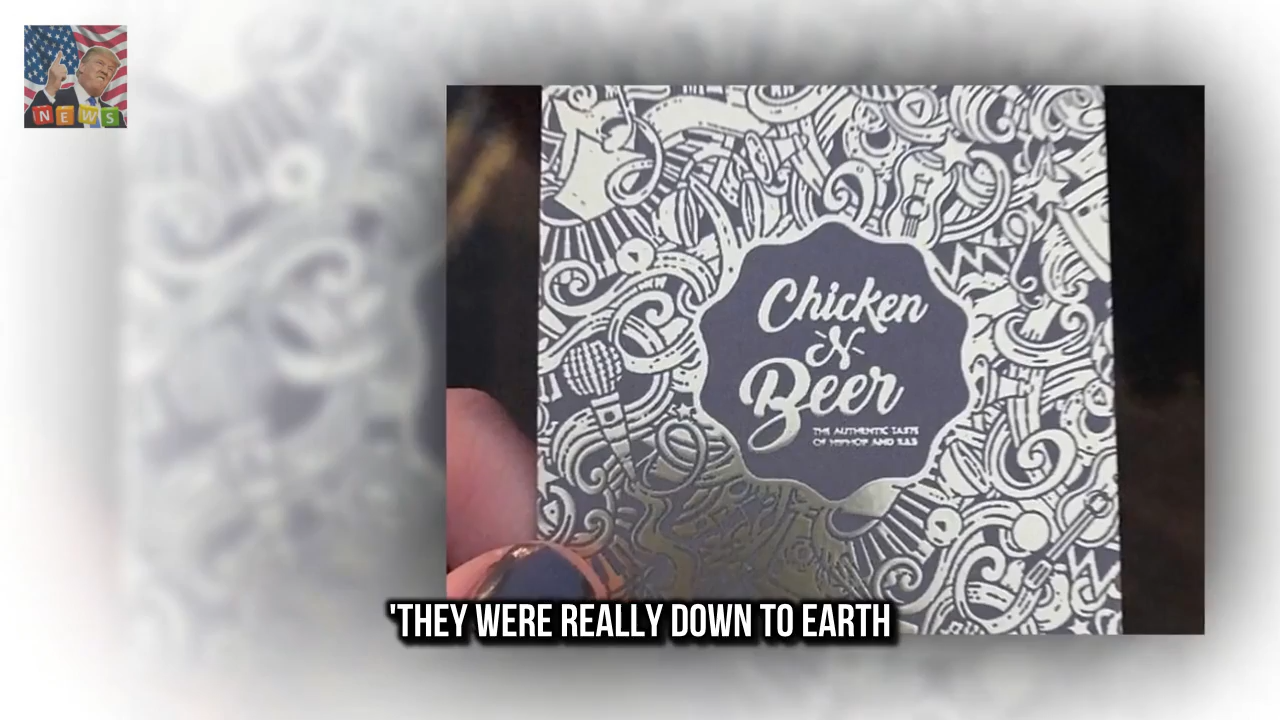 NEWS
Chicken
N
Beer
THE AUTHENTIC TASTE
OF HIPHOP AND R&B
'THEY WERE REALLY DOWN TO EARTH